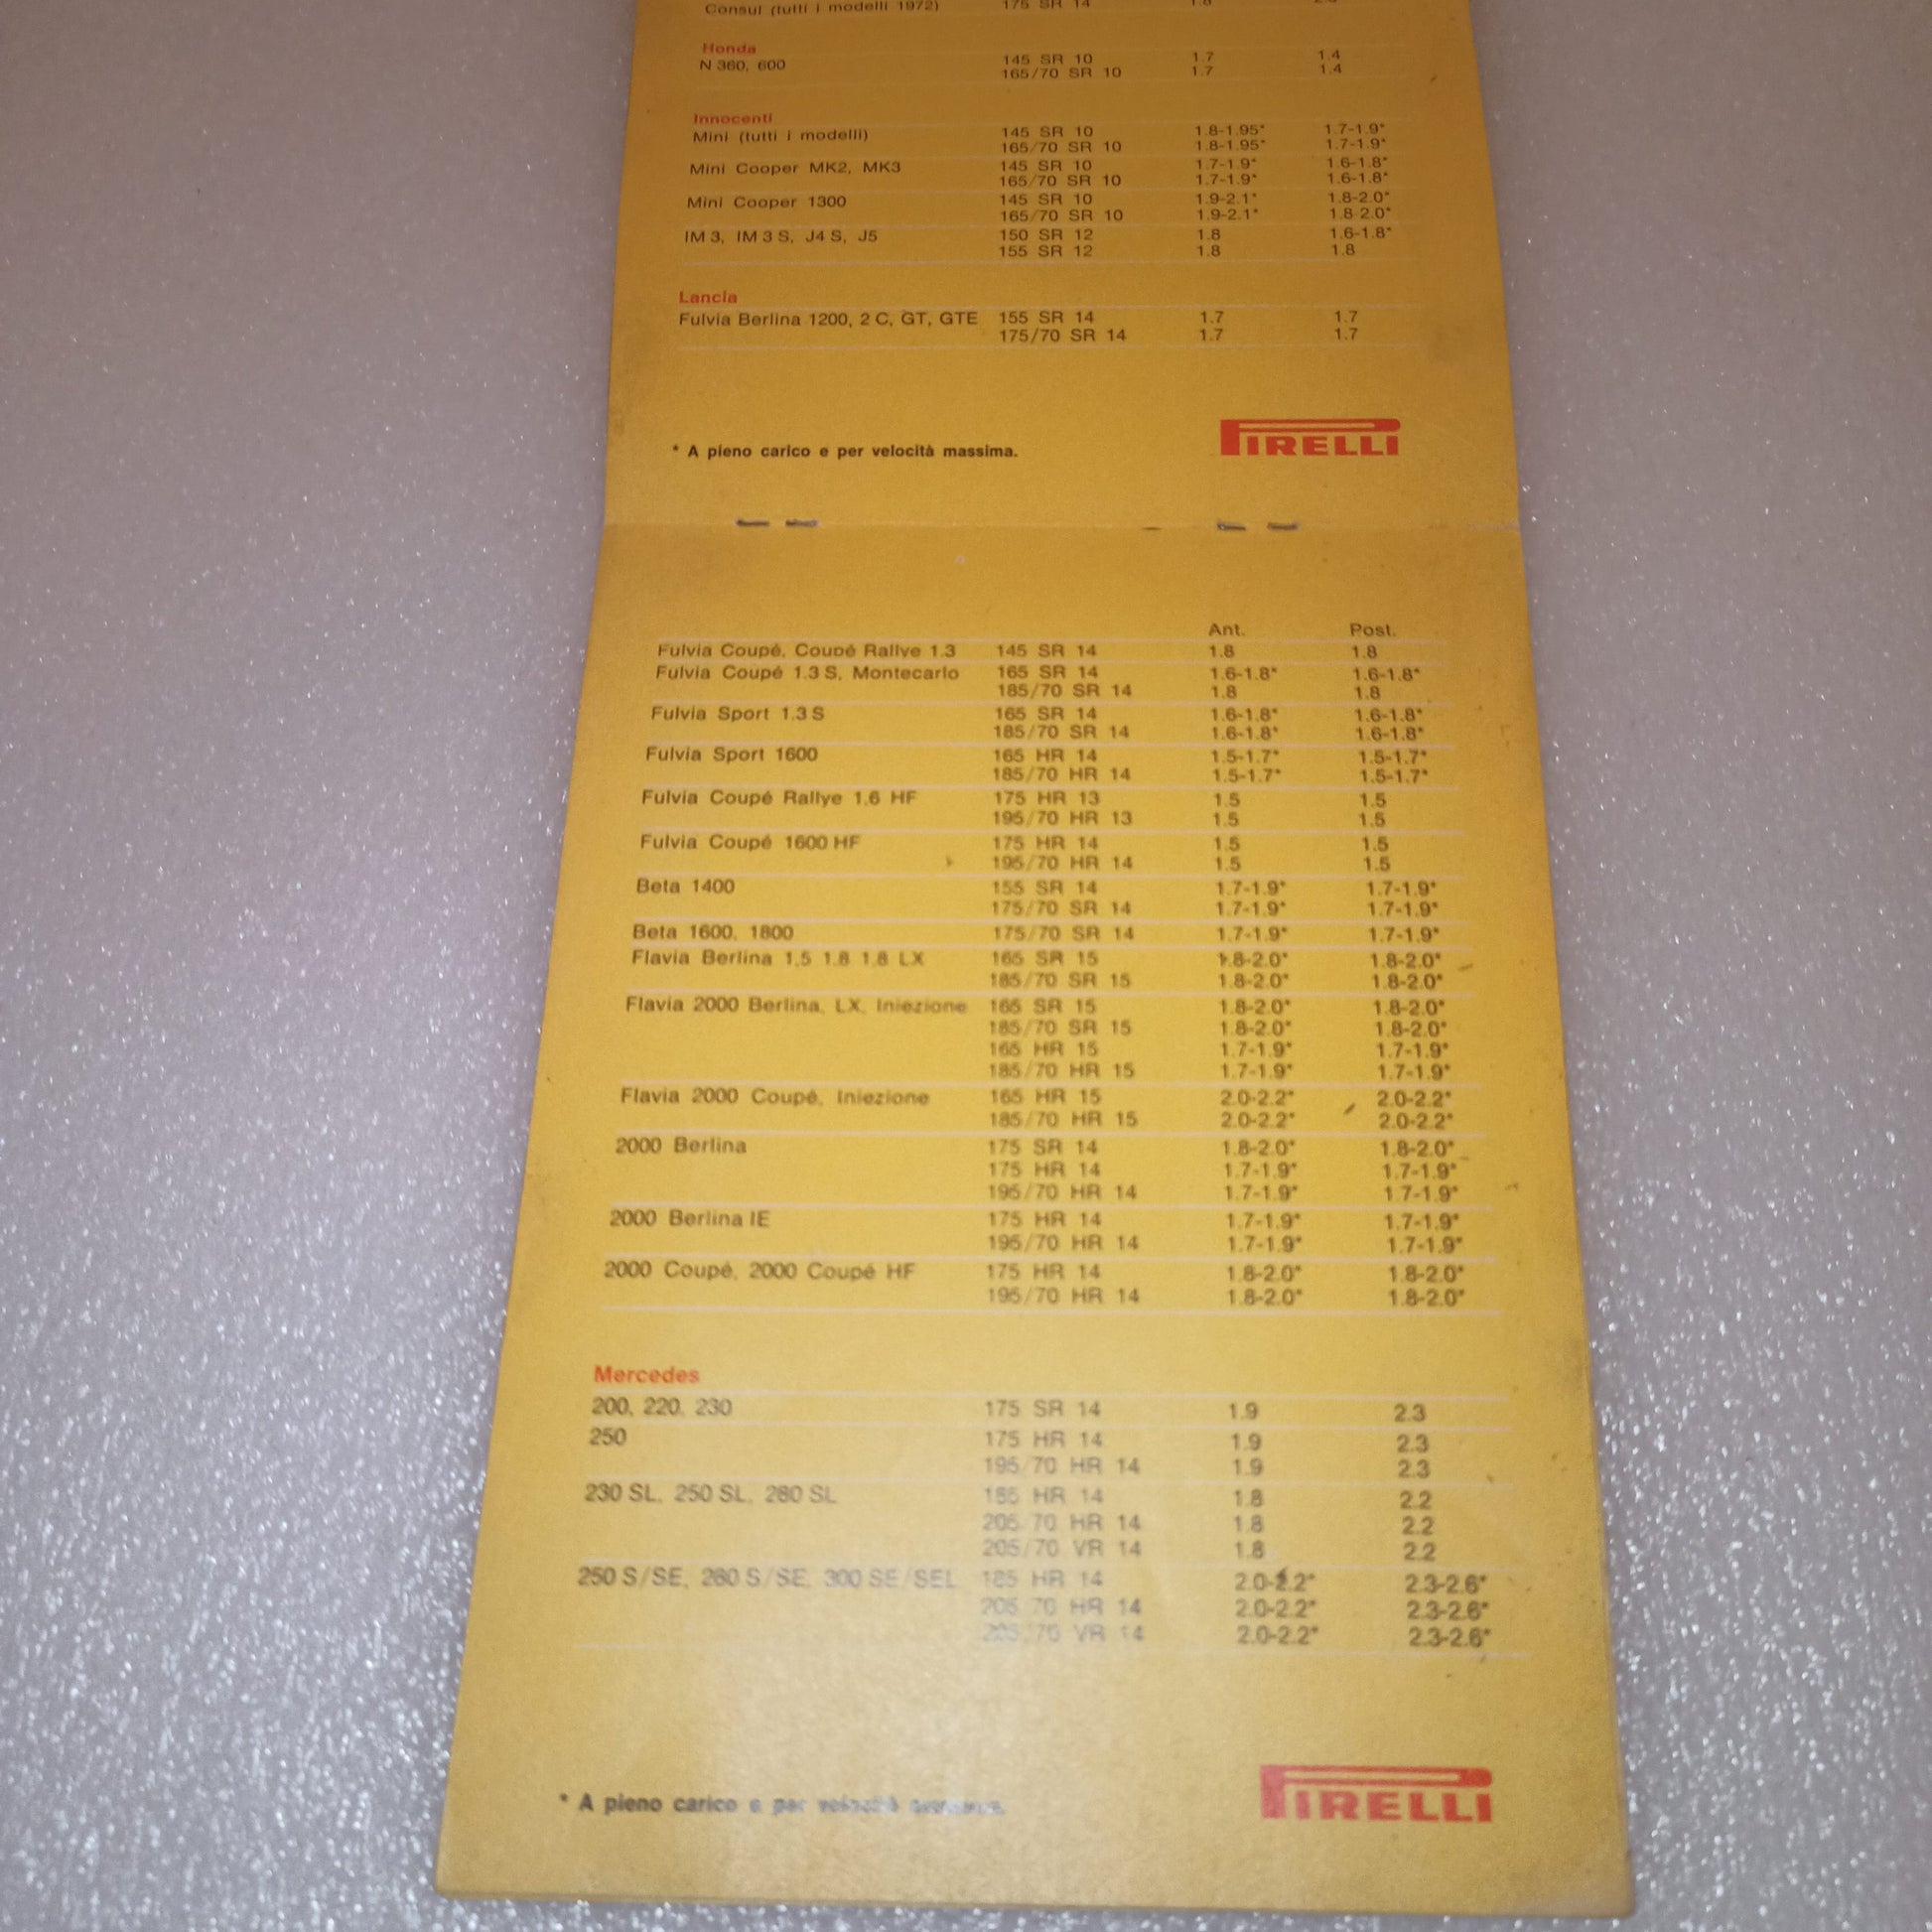 Consul (tutti i modelli 1972) 175 SR 14 1.8
Honda
N 360, 600 145 SR 10 1.7 1.4
165/70 SR 10 1.7 1.4
Innocenti
Mini (tutti i modelli) 145 SR 10 1.8-1.95* 1.7-1.9*
165/70 SR 10 1.8-1.95* 1.7-1.9*
Mini Cooper MK2, MK3 145 SR 10 1.7-1.9* 1.6-1.8*
165/70 SR 10 1.7-1.9* 1.6-1.8*
Mini Cooper 1300 145 SR 10 1.9-2.1* 1.8-2.0*
165/70 SR 10 1.9-2.1* 1.8-2.0*
IM 3, IM 3 S, J4 S, J5 150 SR 12 1.8 1.6-1.8*
155 SR 12 1.8 1.8
Lancia
Fulvia Berlina 1200, 2 C, GT, GTE 155 SR 14 1.7 1.7
175/70 SR 14 1.7 1.7
* A pieno carico e per velocità massima.
PIRELLI
Ant. Post.
Fulvia Coupé, Coupé Rallye 1.3 145 SR 14 1.8 1.8
Fulvia Coupé 1.3 S, Montecarlo 165 SR 14 1.6-1.8* 1.6-1.8*
185/70 SR 14 1.8 1.8
Fulvia Sport 1.3 S 165 SR 14 1.6-1.8* 1.6-1.8*
185/70 SR 14 1.6-1.8* 1.6-1.8*
Fulvia Sport 1600 165 HR 14 1.5-1.7* 1.5-1.7*
185/70 HR 14 1.5-1.7* 1.5-1.7*
Fulvia Coupé Rallye 1.6 HF 175 HR 13 1.5 1.5
195/70 HR 13 1.5 1.5
Fulvia Coupé 1600 HF 175 HR 14 1.5 1.5
195/70 HR 14 1.5 1.5
Beta 1400 155 SR 14 1.7-1.9* 1.7-1.9*
175/70 SR 14 1.7-1.9* 1.7-1.9*
Beta 1600, 1800 175/70 SR 14 1.7-1.9* 1.7-1.9*
Flavia Berlina 1.5 1.8 1.8 LX 165 SR 15 1.8-2.0* 1.8-2.0*
185/70 SR 15 1.8-2.0* 1.8-2.0*
Flavia 2000 Berlina, LX, Iniezione 165 SR 15 1.8-2.0* 1.8-2.0*
185/70 SR 15 1.8-2.0* 1.8-2.0*
165 HR 15 1.7-1.9* 1.7-1.9*
185/70 HR 15 1.7-1.9* 1.7-1.9*
Flavia 2000 Coupé, Iniezione 165 HR 15 2.0-2.2* 2.0-2.2*
185/70 HR 15 2.0-2.2* 2.0-2.2*
2000 Berlina 175 SR 14 1.8-2.0* 1.8-2.0*
175 HR 14 1.7-1.9* 1.7-1.9*
195/70 HR 14 1.7-1.9* 1.7-1.9*
2000 Berlina IE 175 HR 14 1.7-1.9* 1.7-1.9*
195/70 HR 14 1.7-1.9* 1.7-1.9*
2000 Coupé, 2000 Coupé HF 175 HR 14 1.8-2.0* 1.8-2.0*
195/70 HR 14 1.8-2.0* 1.8-2.0*
Mercedes
200, 220, 230 175 SR 14 1.9 2.3
250 175 HR 14 1.9 2.3
195/70 HR 14 1.9 2.3
230 SL, 250 SL, 280 SL 185 HR 14 1.8 2.2
205/70 HR 14 1.8 2.2
205/70 VR 14 1.8 2.2
250 S/SE, 280 S/SE, 300 SE/SEL 185 HR 14 2.0-2.2* 2.3-2.6*
205/70 HR 14 2.0-2.2* 2.3-2.6*
205/70 VR 14 2.0-2.2* 2.3-2.6*
* A pieno carico e per velocità massima.
PIRELLI